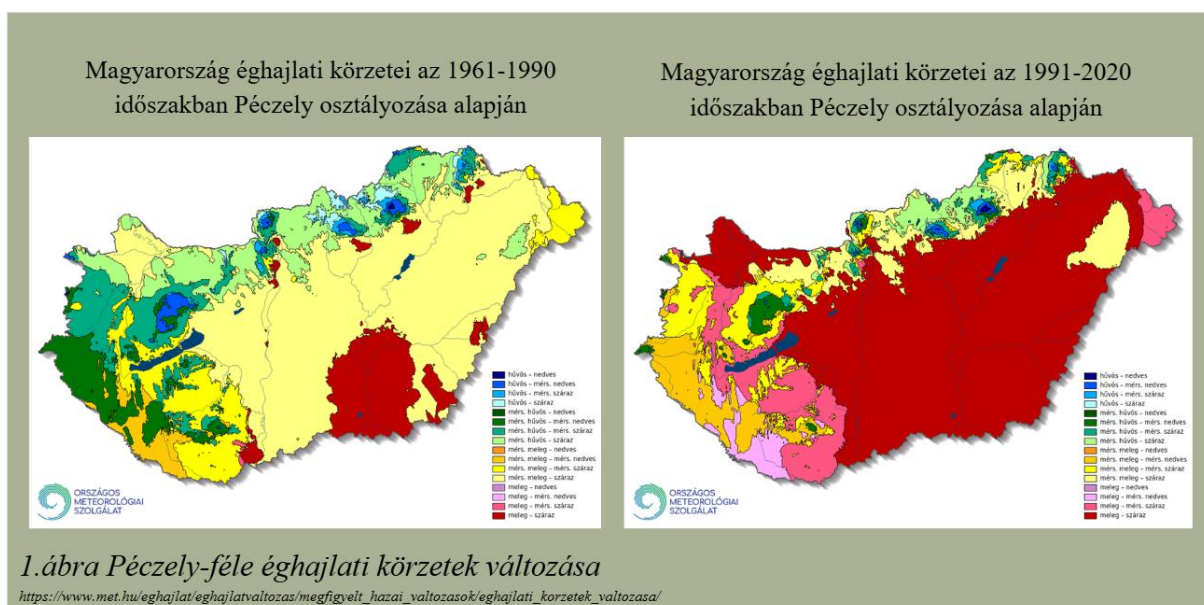 Magyarország éghajlati körzetei az 1961-1990
időszakban Péczely osztályozása alapján
Magyarország éghajlati körzetei az 1991-2020
időszakban Péczely osztályozása alapján
hűvös – nedves
hűvös – mérs. nedves
hűvös – mérs. száraz
hűvös – száraz
mérs. hűvös – nedves
mérs. hűvös – mérs. nedves
mérs. hűvös – mérs. száraz
mérs. hűvös – száraz
mérs. meleg – nedves
mérs. meleg – mérs. nedves
mérs. meleg – mérs. száraz
mérs. meleg – száraz
meleg – nedves
meleg – mérs. nedves
meleg – mérs. száraz
meleg – száraz
ORSZÁGOS
METEOROLÓGIAI
SZOLGÁLAT
hűvös – nedves
hűvös – mérs. nedves
hűvös – mérs. száraz
hűvös – száraz
mérs. hűvös – nedves
mérs. hűvös – mérs. nedves
mérs. hűvös – mérs. száraz
mérs. hűvös – száraz
mérs. meleg – nedves
mérs. meleg – mérs. nedves
mérs. meleg – mérs. száraz
mérs. meleg – száraz
meleg – nedves
meleg – mérs. nedves
meleg – mérs. száraz
meleg – száraz
ORSZÁGOS
METEOROLÓGIAI
SZOLGÁLAT
1.ábra Péczely-féle éghajlati körzetek változása
https://www.met.hu/eghajlat/eghajlatvaltozas/megfigyelt_hazai_valtozasok/eghajlati_korzetek_valtozasa/